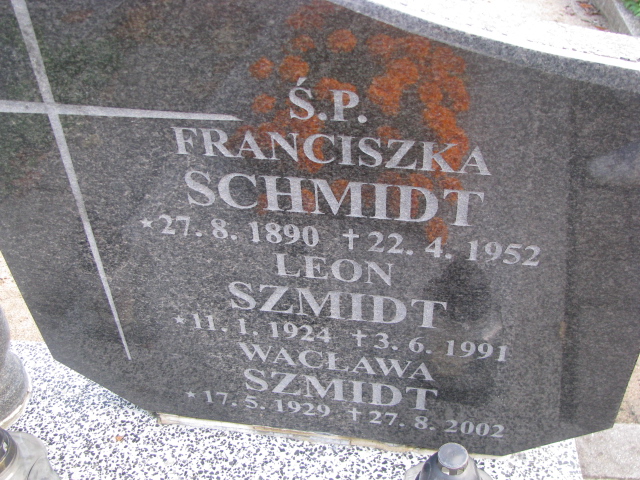 Ś.P.
FRANCISZKA
SCHMIDT
*27.8.1890 †22.4.1952
LEON
SZMIDT
*11.1.1924 †3.6.1991
WACŁAWA
SZMIDT
*17.5.1929 †27.8.2002